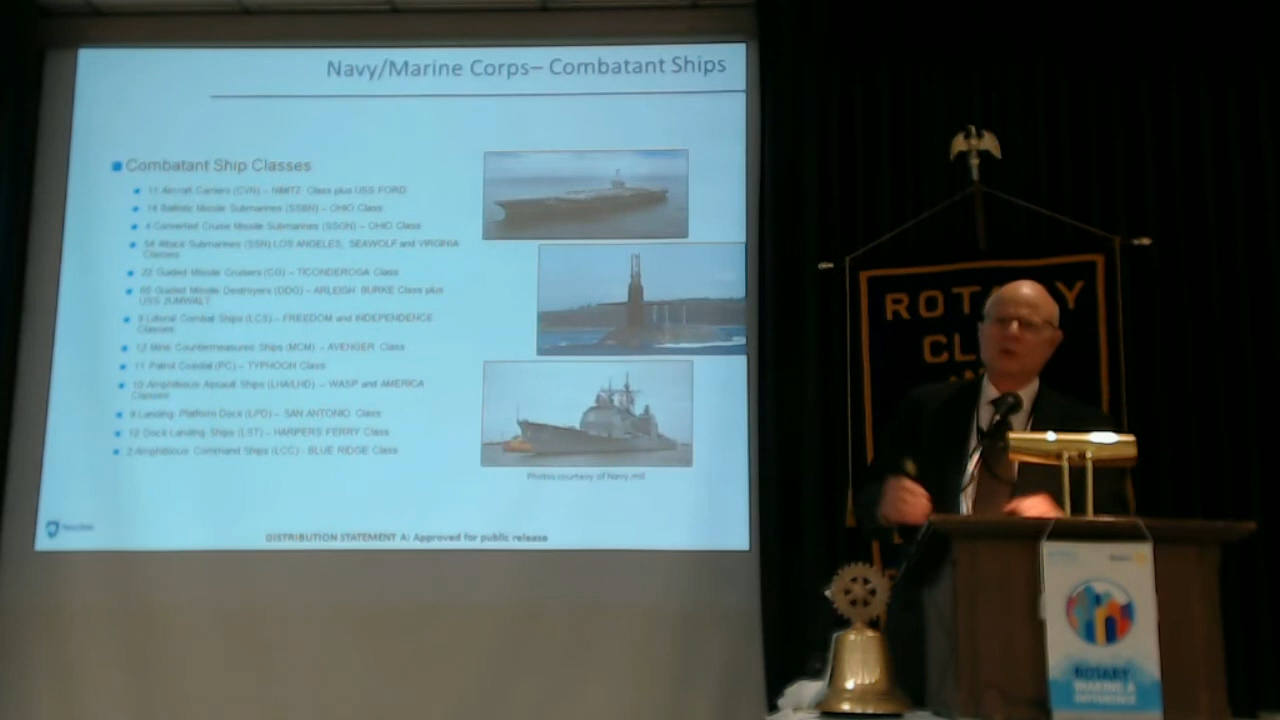 Navy/Marine Corps– Combatant Ships
Combatant Ship Classes
11 Aircraft Carriers (CVN) – NIMITZ Class plus USS FORD
Ballistic Missile Submarines (SSBN) – OHIO Class
4 Converted Cruise Missile Submarines (SSGN) – OHIO Class
54 Attack Submarines (SSN) LOS ANGELES, SEAWOLF and VIRGINIA
Classes
22 Guided Missile Cruisers (CG) – TICONDEROGA Class
Guided Missile Destroyers (DDG) – ARLEIGH BURKE Class plus
USS ZUMWALT
Littoral Combat Ships (LCS) – FREEDOM and INDEPENDENCE
Classes
Mine Countermeasures Ships (MCM) – AVENGER Class
11 Patrol Coastal (PC) – TYPHOON Class
10 Amphibious Assault Ships (LHA/LHD) – WASP and AMERICA
Classes
Landing Platform Dock (LPD) – SAN ANTONIO Class
12 Dock Landing Ships (LST) – HARPERS FERRY Class
2 Amphibious Command Ships (LCC) - BLUE RIDGE Class
Photos courtesy of Navy.mil
DISTRIBUTION STATEMENT A: Approved for public release
ROTARY
MAKING A
DIFFERENCE